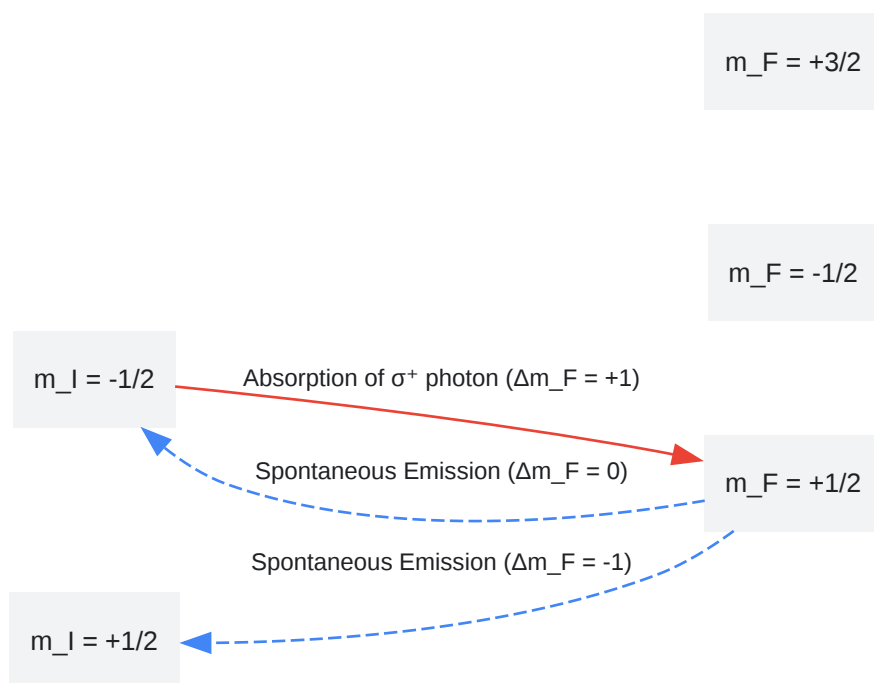 m_F = +3/2
m_F = -1/2
m_I = -1/2
Absorption of σ⁺ photon (Δm_F = +1)
Spontaneous Emission (Δm_F = 0)
m_F = +1/2
Spontaneous Emission (Δm_F = -1)
m_I = +1/2